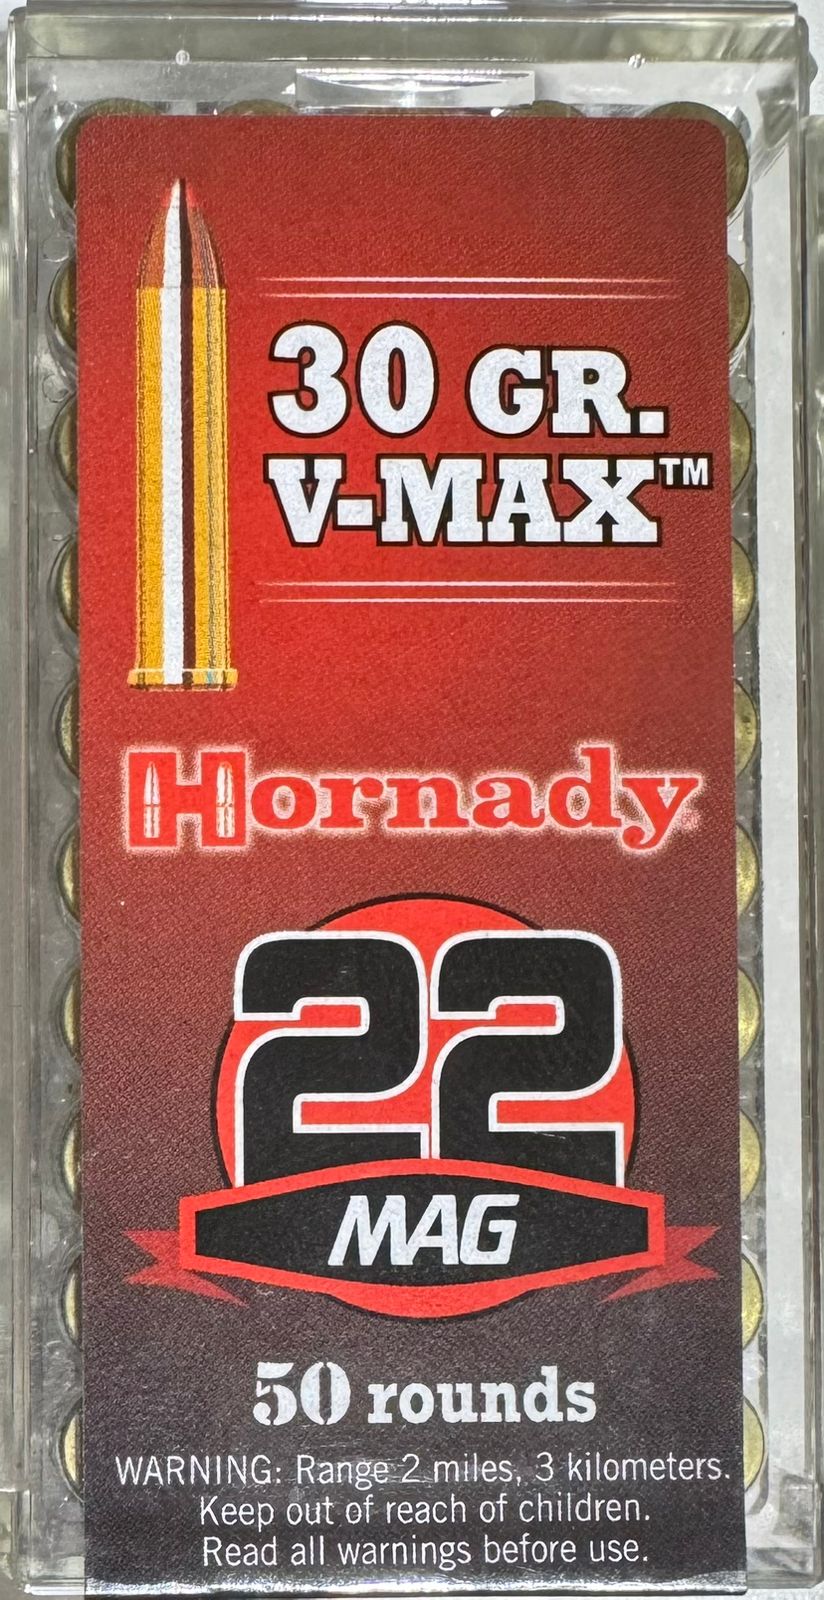 30 GR.
V-MAX™
Hornady®
22
MAG
50 rounds
WARNING: Range 2 miles, 3 kilometers.
Keep out of reach of children.
Read all warnings before use.